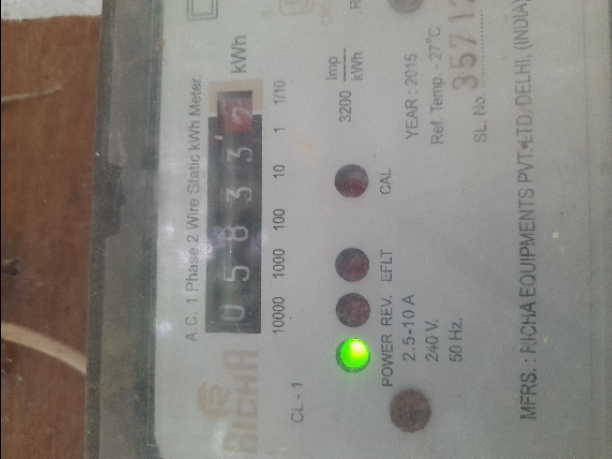 A.C. 1 Phase 2 Wire Static kWh Meter.
0 5 8 3 3 kWh
10000 1000 100 10 1 1/10
RICHA
CL - 1
3200 Imp
kWh
POWER REV. EFLT CAL
2.5-10 A
240 V.
50 Hz.
YEAR : 2015
Ref. Temp - 27°C
SL. No. 3571
MFRS. : RICHA EQUIPMENTS PVT. LTD. DELHI, (INDIA)